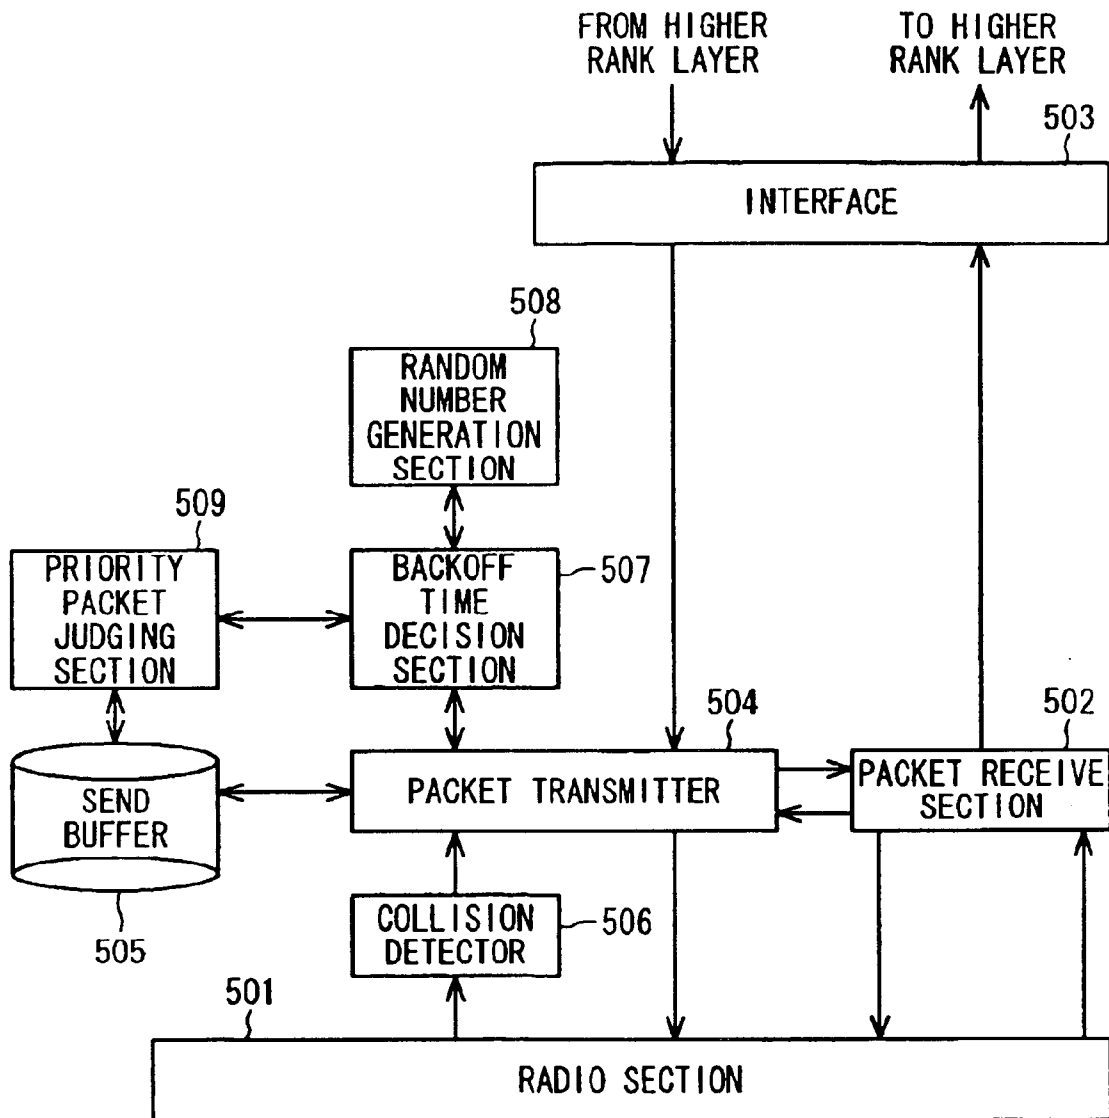 FROM HIGHER
RANK LAYER
TO HIGHER
RANK LAYER
503
INTERFACE
508
RANDOM
NUMBER
GENERATION
SECTION
509
PRIORITY
PACKET
JUDGING
SECTION
BACKOFF
TIME
DECISION
SECTION
507
504
502
SEND
BUFFER
PACKET TRANSMITTER
PACKET RECEIVE
SECTION
505
COLLISION
DETECTOR
506
501
RADIO SECTION